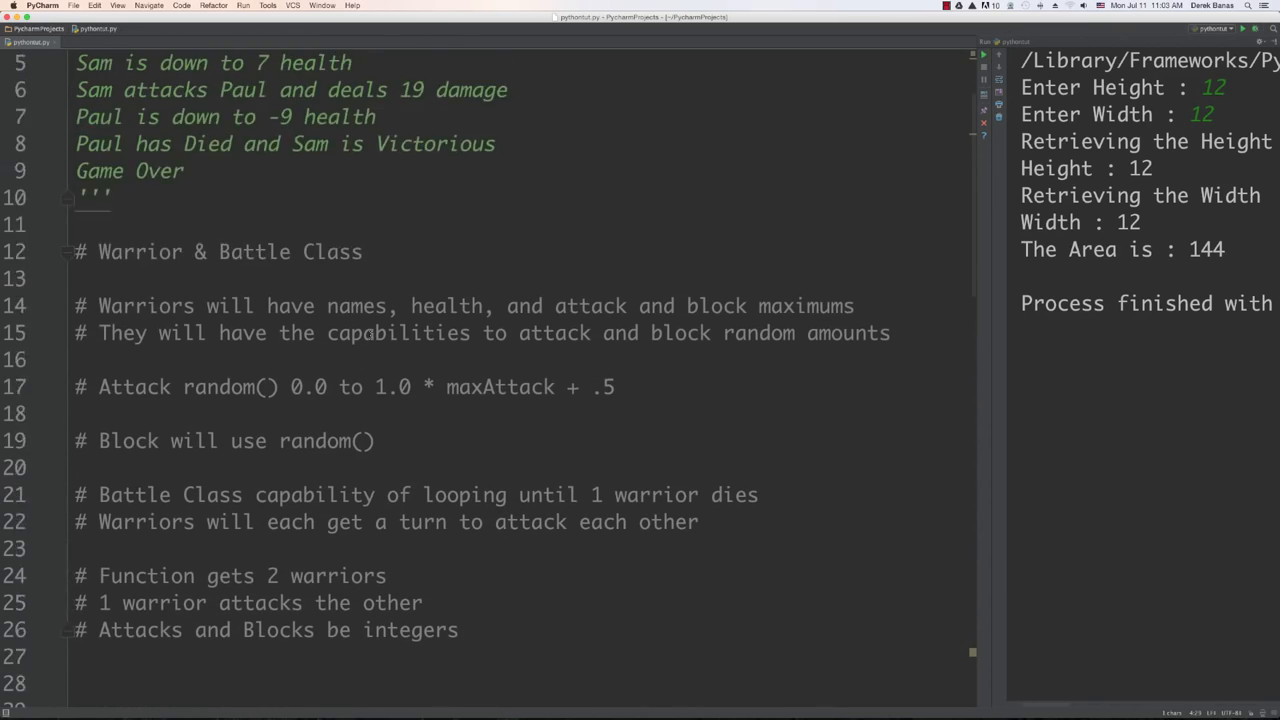 PyCharm File Edit View Navigate Code Refactor Run Tools VCS Window Help
10 Mon Jul 11 11:03 AM Derek Banas
pythontut.py - PycharmProjects - [~/PycharmProjects]
PycharmProjects pythontut.py
pythontut
pythontut.py
Run pythontut
5 Sam is down to 7 health
6 Sam attacks Paul and deals 19 damage
7 Paul is down to -9 health
8 Paul has Died and Sam is Victorious
9 Game Over
10 '''
11
12 # Warrior & Battle Class
13
14 # Warriors will have names, health, and attack and block maximums
15 # They will have the capabilities to attack and block random amounts
16
17 # Attack random() 0.0 to 1.0 * maxAttack + .5
18
19 # Block will use random()
20
21 # Battle Class capability of looping until 1 warrior dies
22 # Warriors will each get a turn to attack each other
23
24 # Function gets 2 warriors
25 # 1 warrior attacks the other
26 # Attacks and Blocks be integers
27
28
/Library/Frameworks/Py
Enter Height : 12
Enter Width : 12
Retrieving the Height
Height : 12
Retrieving the Width
Width : 12
The Area is : 144
Process finished with
3 chars 4:29 LF UTF-8